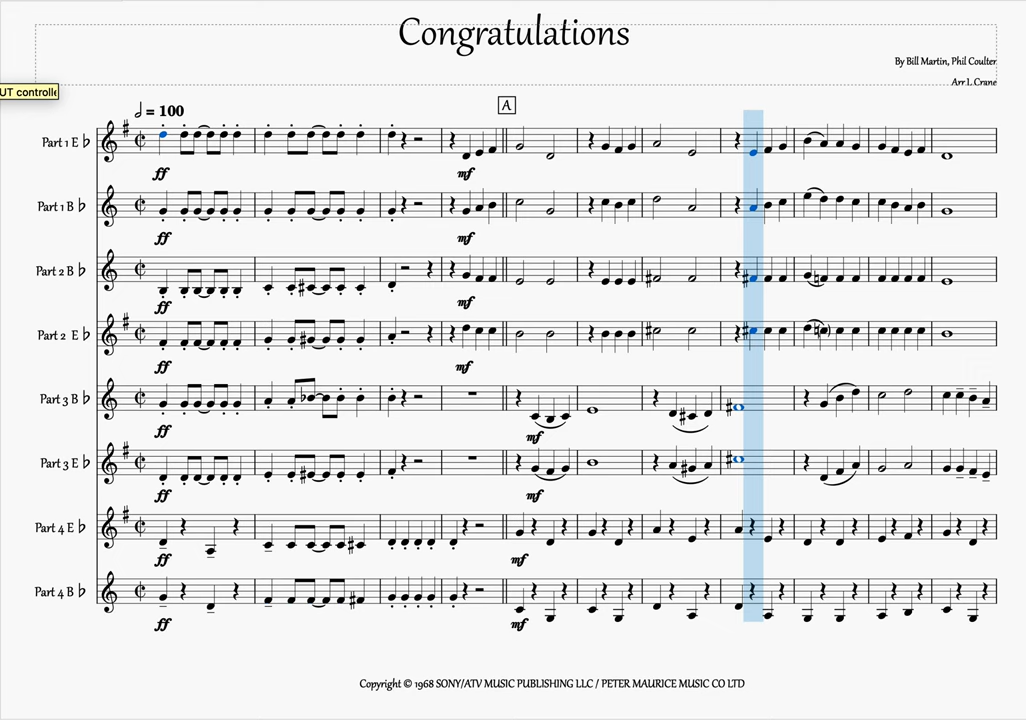 Congratulations
By Bill Martin, Phil Coulter
Arr L Crane
UT controlle
𝅗𝅥 = 100
A
Part 1 E♭
ff
mf
Part 1 B♭
ff
mf
Part 2 B♭
ff
mf
Part 2 E♭
ff
mf
Part 3 B♭
ff
mf
Part 3 E♭
ff
mf
Part 4 E♭
ff
mf
Part 4 B♭
ff
mf
Copyright © 1968 SONY/ATV MUSIC PUBLISHING LLC / PETER MAURICE MUSIC CO LTD